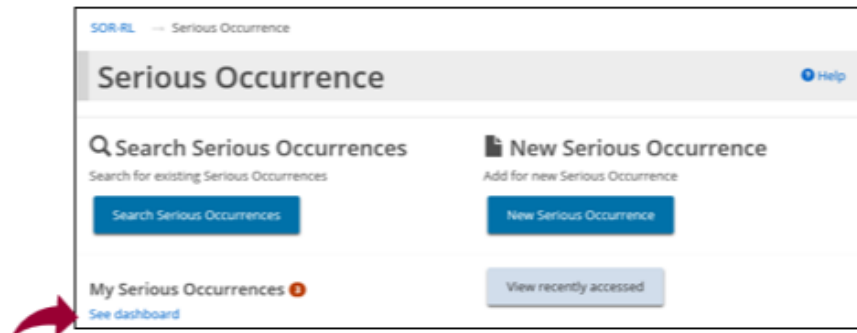 SOR-RL → Serious Occurrence
Serious Occurrence
Help
Search Serious Occurrences
Search for existing Serious Occurrences
Search Serious Occurrences
New Serious Occurrence
Add for new Serious Occurrence
New Serious Occurrence
My Serious Occurrences 3
See dashboard
View recently accessed